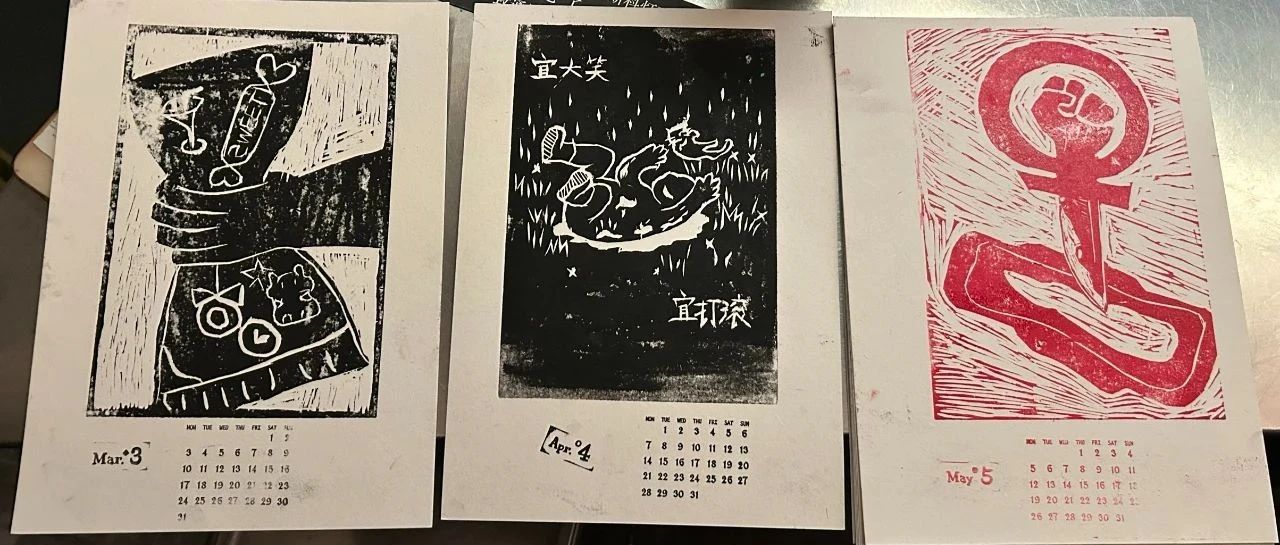 SWEET
MON TUE WED THU FRI SAT
1 2
3 4 5 6 7 8 9
10 11 12 13 14 15 16
17 18 19 20 21 22 23
24 25 26 27 28 29 30
31
Mar. 3
宜大笑
宜打滚
MON TUE WED THU FRI SAT SUN
1 2 3 4 5 6
7 8 9 10 11 12 13
14 15 16 17 18 19 20
21 22 23 24 25 26 27
28 29 30 31
Apr. 4
MON TUE WED THU FRI SAT SUN
1 2 3 4
5 6 7 8 9 10 11
12 13 14 15 16 17 18
19 20 21 22 23 24
26 27 28 29 30 31
May 5